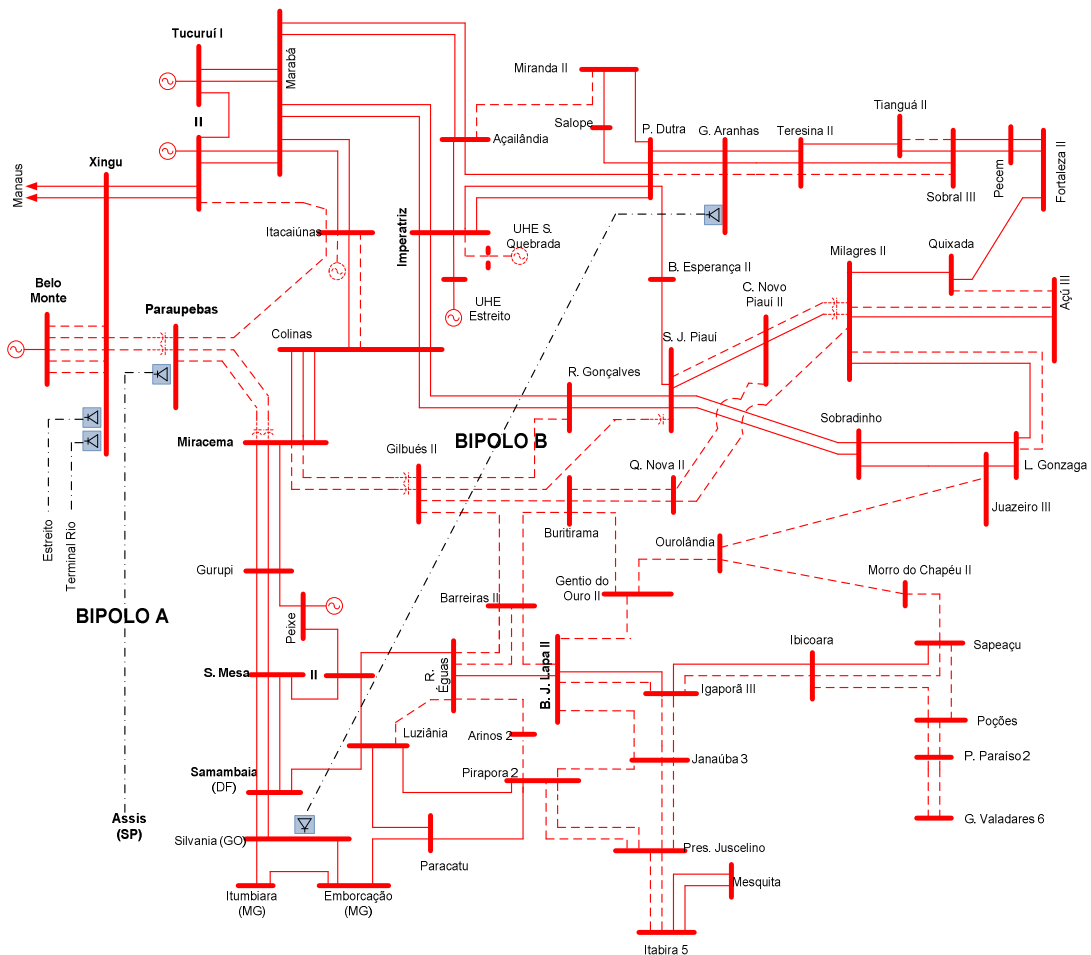 Tucuruí I
Marabá
Miranda II
Tianguá II
Salope
P. Dutra
G. Aranhas
Teresina II
II
Açailândia
Xingu
Pecem
Fortaleza II
Manaus
Sobral III
Itacaiúnas
Imperatriz
UHE S.
Quebrada
Quixada
Milagres II
Belo
Monte
Paraupebas
B. Esperança II
C. Novo
Piauí II
Açú III
UHE
Estreito
Colinas
S. J. Piauí
R. Gonçalves
Miracema
BIPOLO B
Gilbués II
Sobradinho
Q. Nova II
L. Gonzaga
Juazeiro III
Estreito
Terminal Rio
Buritirama
Ourolândia
Gurupi
Morro do Chapéu II
Gentio do
Ouro II
BIPOLO A
Barreiras II
Peixe
Ibicoara
Sapeaçu
S. Mesa
II
R.
Éguas
B. J. Lapa II
Igaporã III
Poções
Luziânia
Arinos 2
Janaúba 3
P. Paraíso 2
Samambaia
(DF)
Pirapora 2
Assis
(SP)
G. Valadares 6
Silvania (GO)
Paracatu
Pres. Juscelino
Mesquita
Itumbiara
(MG)
Emborcação
(MG)
Itabira 5